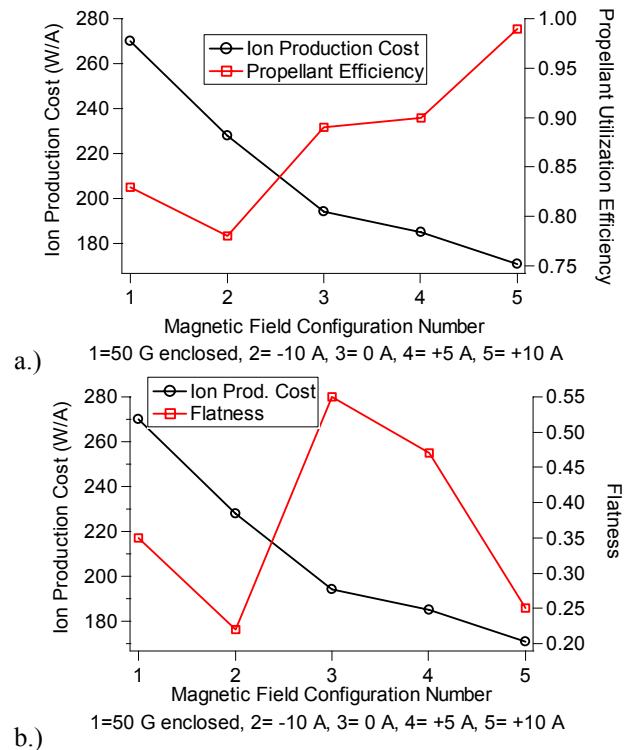 280
260
240
220
200
180
Ion Production Cost (W/A)
Ion Production Cost
Propellant Efficiency
1.00
0.95
0.90
0.85
0.80
0.75
Propellant Utilization Efficiency
1 2 3 4 5
Magnetic Field Configuration Number
a.) 1=50 G enclosed, 2= -10 A, 3= 0 A, 4= +5 A, 5= +10 A
280
260
240
220
200
180
Ion Production Cost (W/A)
Ion Prod. Cost
Flatness
0.55
0.50
0.45
0.40
0.35
0.30
0.25
0.20
Flatness
1 2 3 4 5
Magnetic Field Configuration Number
b.) 1=50 G enclosed, 2= -10 A, 3= 0 A, 4= +5 A, 5= +10 A